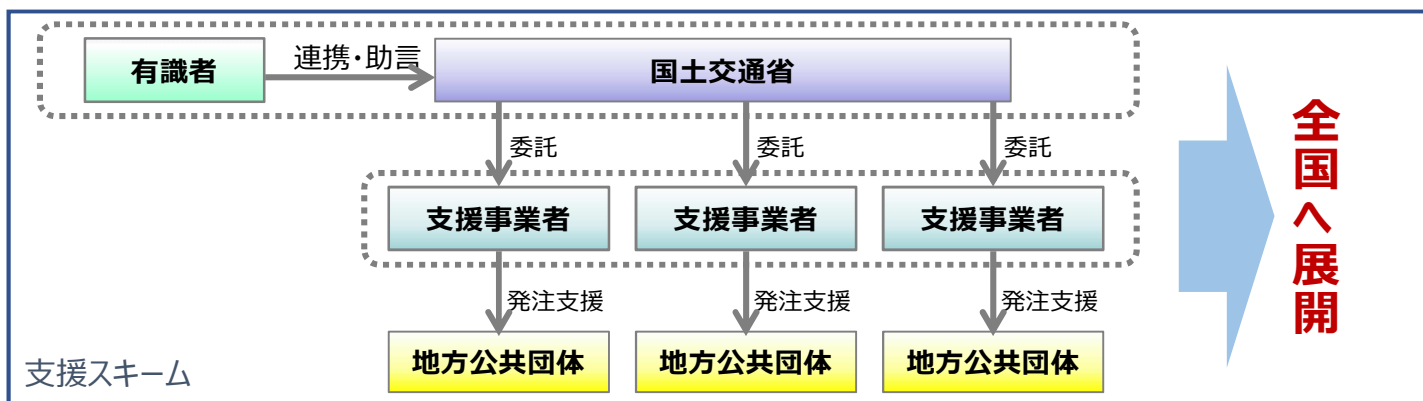 有識者
連携・助言
国土交通省
委託
委託
委託
支援事業者
支援事業者
支援事業者
発注支援
発注支援
発注支援
地方公共団体
地方公共団体
地方公共団体
支援スキーム
全国へ展開